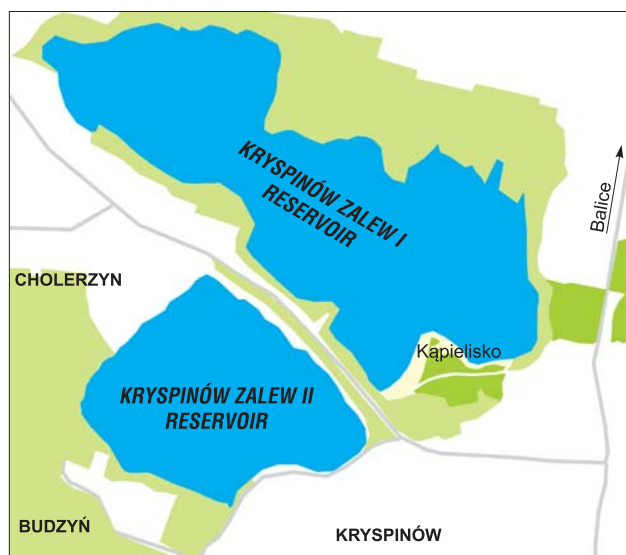 KRYSPINÓW ZALEW I
RESERVOIR
Balice
CHOLERZYN
Kąpielisko
KRYSPINÓW ZALEW II
RESERVOIR
BUDZYŃ
KRYSPINÓW